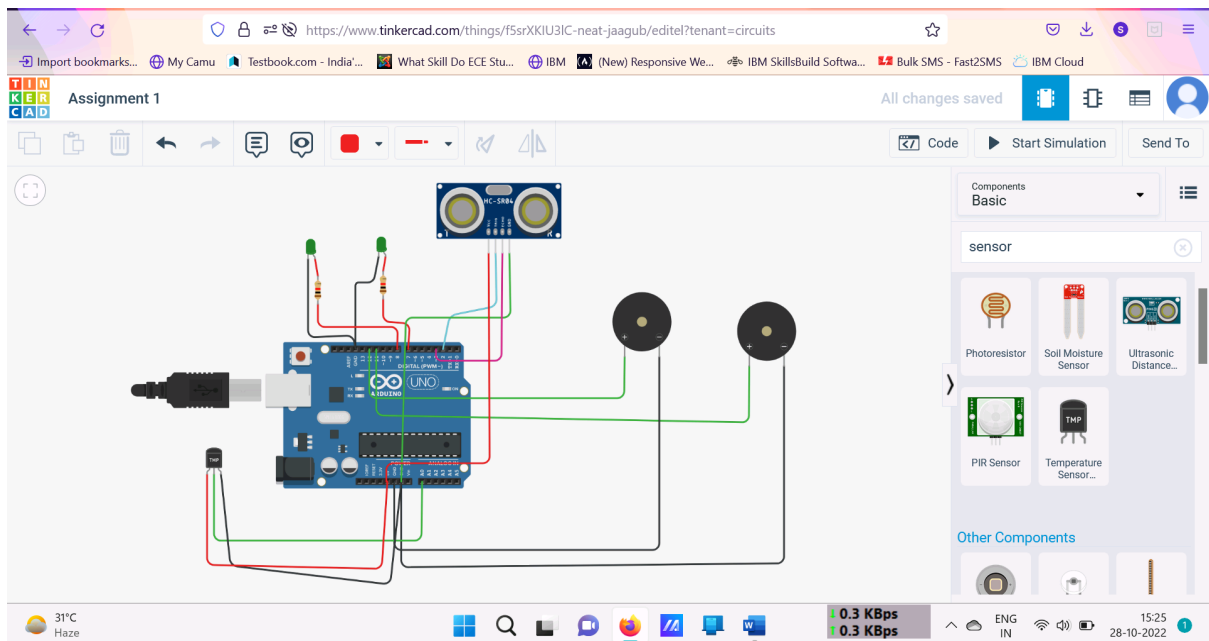 https://www.tinkercad.com/things/f5srXKIU3lC-neat-jaagub/editel?tenant=circuits
S
Import bookmarks...
My Camu
Testbook.com - India'...
What Skill Do ECE Stu...
IBM
(New) Responsive We...
IBM SkillsBuild Softwa...
Bulk SMS - Fast2SMS
IBM Cloud
TIN
KER
CAD
Assignment 1
All changes saved
Code
Start Simulation
Send To
Components
Basic
sensor
HC-SR04
T
R
DIGITAL (PWM~)
UNO
ARDUINO
TMP
POWER
ANALOG IN
Photoresistor
Soil Moisture
Sensor
Ultrasonic
Distance...
TMP
PIR Sensor
Temperature
Sensor...
Other Components
31°C
Haze
0.3 KBps
0.3 KBps
ENG
IN
15:25
28-10-2022
1